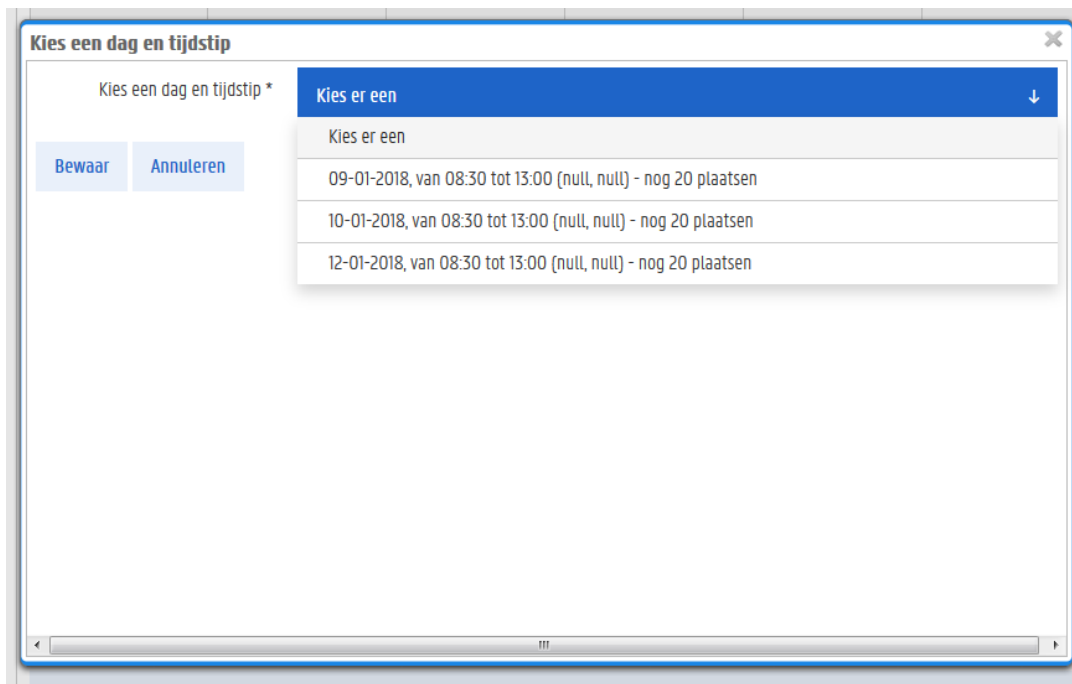 Kies een dag en tijdstip
Kies een dag en tijdstip *
Kies er een
Kies er een
Bewaar Annuleren
09-01-2018, van 08:30 tot 13:00 (null, null) - nog 20 plaatsen
10-01-2018, van 08:30 tot 13:00 (null, null) - nog 20 plaatsen
12-01-2018, van 08:30 tot 13:00 (null, null) - nog 20 plaatsen